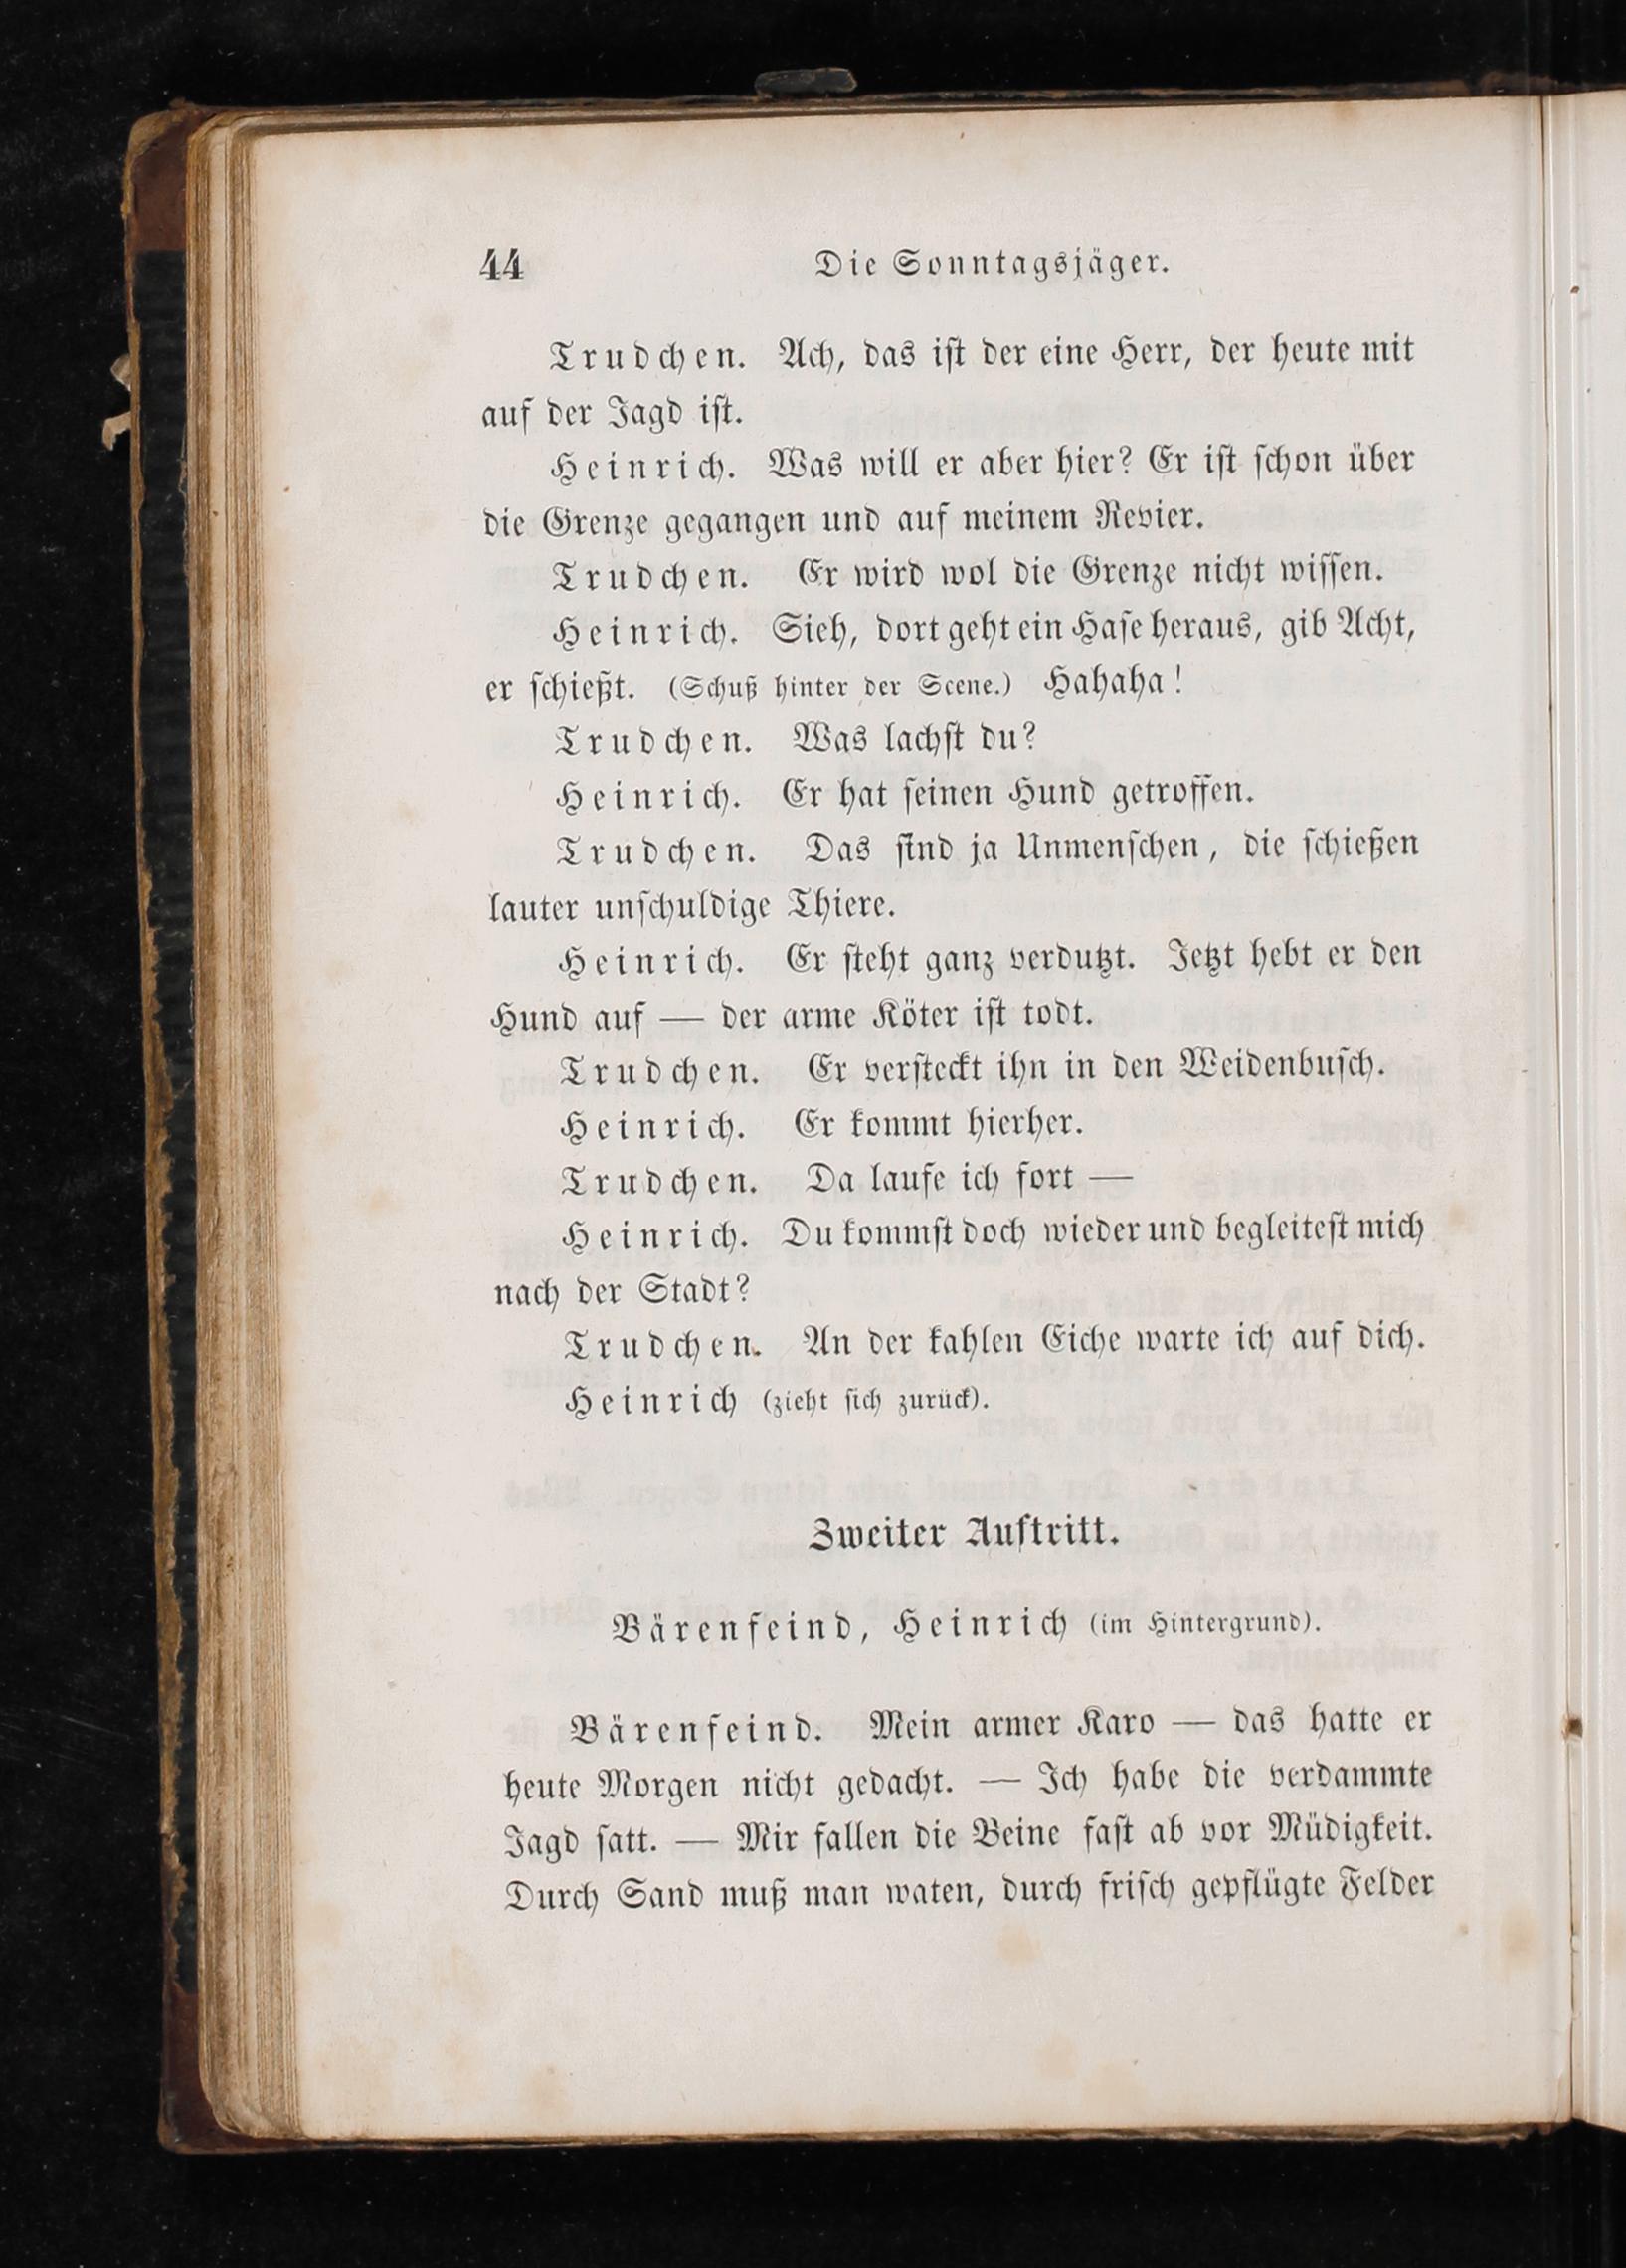 44 Die Sonntagsjäger.
Trudchen. Ach, das iſt der eine Herr, der heute mit
auf der Jagd iſt.
Heinrich. Was will er aber hier? Er iſt ſchon über
die Grenze gegangen und auf meinem Revier.
Trudchen. Er wird wol die Grenze nicht wiſſen.
Heinrich. Sieh, dort geht ein Haſe heraus, gib Acht,
er ſchießt. (Schuß hinter der Scene.) Hahaha!
Trudchen. Was lachſt du?
Heinrich. Er hat ſeinen Hund getroffen.
Trudchen. Das ſind ja Unmenſchen, die ſchießen
lauter unſchuldige Thiere.
Heinrich. Er ſteht ganz verdutzt. Jetzt hebt er den
Hund auf — der arme Köter iſt todt.
Trudchen. Er verſteckt ihn in den Weidenbuſch.
Heinrich. Er kommt hierher.
Trudchen. Da laufe ich fort —
Heinrich. Du kommſt doch wieder und begleiteſt mich
nach der Stadt?
Trudchen. An der kahlen Eiche warte ich auf dich.
Heinrich (zieht ſich zurück).
Zweiter Auftritt.
Bärenfeind, Heinrich (im Hintergrund).
Bärenfeind. Mein armer Karo — das hatte er
heute Morgen nicht gedacht. — Ich habe die verdammte
Jagd ſatt. — Mir fallen die Beine faſt ab vor Müdigkeit.
Durch Sand muß man waten, durch friſch gepflügte Felder